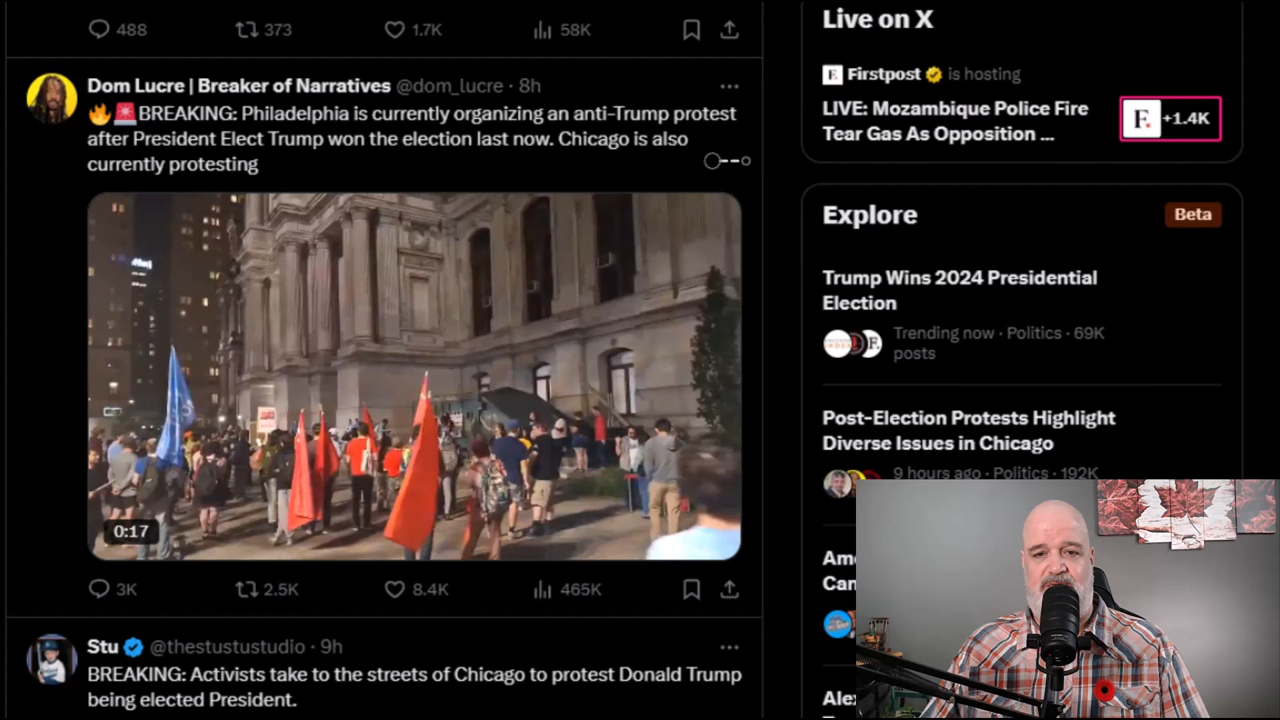 488 373 1.7K 58K
Dom Lucre | Breaker of Narratives @dom_lucre · 8h
BREAKING: Philadelphia is currently organizing an anti-Trump protest
after President Elect Trump won the election last now. Chicago is also
currently protesting
0:17
3K 2.5K 8.4K 465K
Stu @thestustustudio · 9h
BREAKING: Activists take to the streets of Chicago to protest Donald Trump
being elected President.
Live on X
Firstpost is hosting
LIVE: Mozambique Police Fire
Tear Gas As Opposition ...
F. +1.4K
Explore
Beta
Trump Wins 2024 Presidential
Election
Trending now · Politics · 69K
posts
Post-Election Protests Highlight
Diverse Issues in Chicago
9 hours ago · Politics · 192K
Ame
Can
Ale